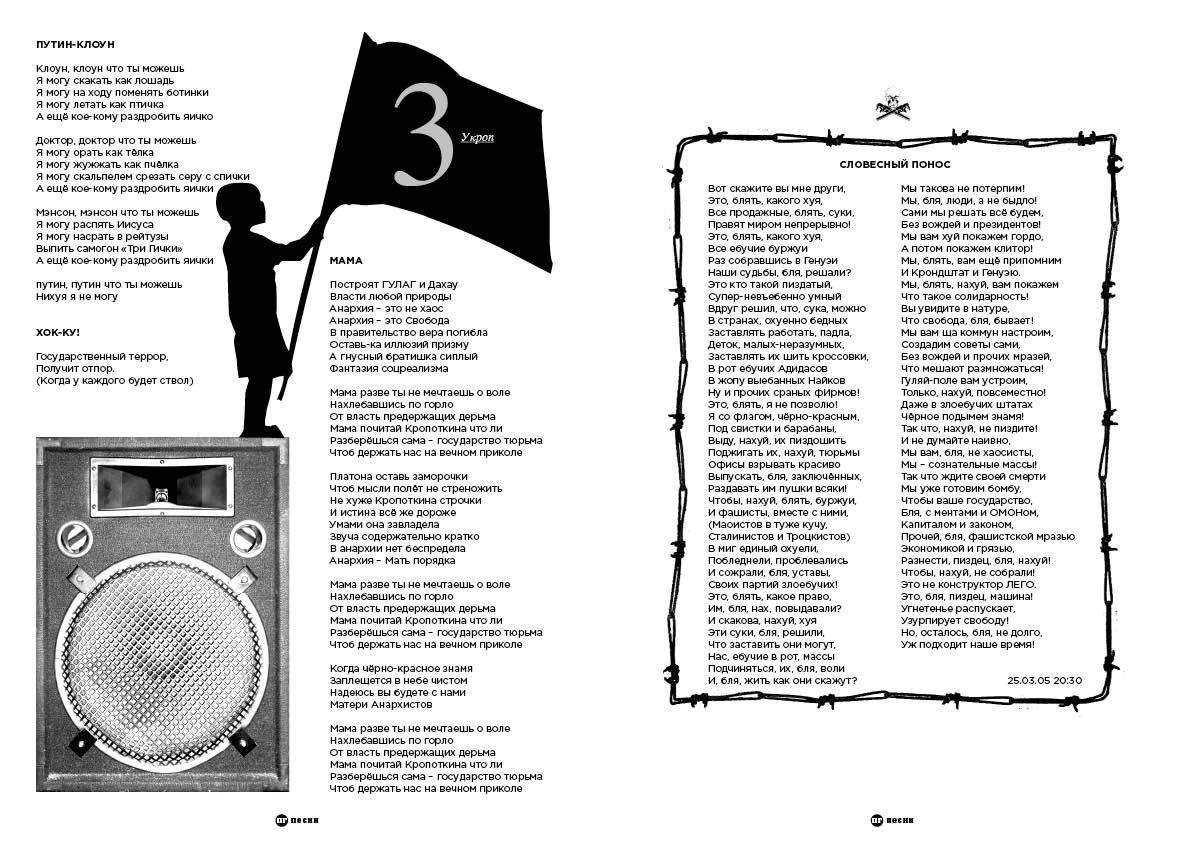 ПУТИН-КЛОУН
Клоун, клоун что ты можешь
Я могу скакать как лошадь
Я могу на ходу поменять ботинки
Я могу летать как птичка
А ещё кое-кому раздробить яичко
Доктор, доктор что ты можешь
Я могу орать как тёлка
Я могу жужжать как пчёлка
Я могу скальпелем срезать серу с спички
А ещё кое-кому раздробить яички
Мэнсон, мэнсон что ты можешь
Я могу распять Иисуса
Я могу насрать в рейтузы
Выпить самогон «Три Гички»
А ещё кое-кому раздробить яички
путин, путин что ты можешь
Нихуя я не могу
ХОК-КУ!
Государственный террор,
Получит отпор.
(Когда у каждого будет ствол)
3
Укроп
МАМА
Построят ГУЛАГ и Дахау
Власти любой природы
Анархия – это не хаос
Анархия – это Свобода
В правительство вера погибла
Оставь-ка иллюзий призму
А гнусный братишка сиплый
Фантазия соцреализма
Мама разве ты не мечтаешь о воле
Нахлебавшись по горло
От власть предержащих дерьма
Мама почитай Кропоткина что ли
Разберёшься сама – государство тюрьма
Чтоб держать нас на вечном приколе
Платона оставь заморочки
Чтоб мысли полёт не стреножить
Не хуже Кропоткина строчки
И истина всё же дороже
Умами она завладела
Звуча содержательно кратко
В анархии нет беспредела
Анархия – Мать порядка
Мама разве ты не мечтаешь о воле
Нахлебавшись по горло
От власть предержащих дерьма
Мама почитай Кропоткина что ли
Разберёшься сама – государство тюрьма
Чтоб держать нас на вечном приколе
Когда чёрно-красное знамя
Заплещется в небе чистом
Надеюсь вы будете с нами
Матери Анархистов
Мама разве ты не мечтаешь о воле
Нахлебавшись по горло
От власть предержащих дерьма
Мама почитай Кропоткина что ли
Разберёшься сама – государство тюрьма
Чтоб держать нас на вечном приколе
пг песни
СЛОВЕСНЫЙ ПОНОС
Вот скажите вы мне други,
Это, блять, какого хуя,
Все продажные, блять, суки,
Правят миром непрерывно!
Это, блять, какого хуя,
Все ебучие буржуи
Раз собравшись в Генуэи
Наши судьбы, бля, решали?
Это кто такой пиздатый,
Супер-невъебенно умный
Вдруг решил, что, сука, можно
В странах, охуенно бедных
Заставлять работать, падла,
Деток, малых-неразумных,
Заставлять их шить кроссовки,
В рот ебучих Адидасов
В жопу выебанных Найков
Ну и прочих сраных фирмов!
Это, блять, я не позволю!
Я со флагом, чёрно-красным,
Под свистки и барабаны,
Выду, нахуй, их пиздошить
Поджигать их, нахуй, тюрьмы
Офисы взрывать красиво
Выпускать, бля, заключённых,
Раздавать им пушки всяки!
Чтобы, нахуй, блять, буржуи,
И фашисты, вместе с ними,
(Маоистов в туже кучу,
Сталинистов и Троцкистов)
В миг единый охуели,
Побледнели, проблевались
И сожрали, бля, уставы,
Своих партий злоебучих!
Это, блять, какое право,
Им, бля, нах, повыдавали?
И скакова, нахуй, хуя
Эти суки, бля, решили,
Что заставить они могут,
Нас, ебучие в рот, массы
Подчиняться, их, бля, воли
И, бля, жить как они скажут?
Мы такова не потерпим!
Мы, бля, люди, а не быдло!
Сами мы решать всё будем,
Без вождей и президентов!
Мы вам хуй покажем гордо,
А потом покажем клитор!
Мы, блять, вам ещё припомним
И Кронштат и Генуэю.
Мы, блять, нахуй, вам покажем
Что такое солидарность!
Вы увидите в натуре,
Что свобода, бля, бывает!
Мы вам ща коммун настроим,
Создадим советы сами,
Без вождей и прочих мразей,
Что мешают размножаться!
Гуляй-поле вам устроим,
Только, нахуй, повсеместно!
Даже в злоебучих штатах
Чёрное подымем знамя!
Так что, нахуй, не пиздите!
И не думайте наивно,
Мы вам, бля, не хаосисты,
Мы – сознательные массы!
Так что ждите своей смерти
Мы уже готовим бомбу,
Чтобы ваше государство,
Бля, с ментами и ОМОНом,
Капиталом и законом,
Прочей, бля, фашистской мразью
Экономикой и грязью,
Разнести, пиздец, бля, нахуй!
Чтобы, нахуй, не собрали!
Это не конструктор ЛЕГО.
Это, бля, пиздец, машина!
Угнетенье распускает,
Узурпирует свободу!
Но, осталось, бля, не долго,
Уж подходит наше время!
25.03.05 20:30
пг песни